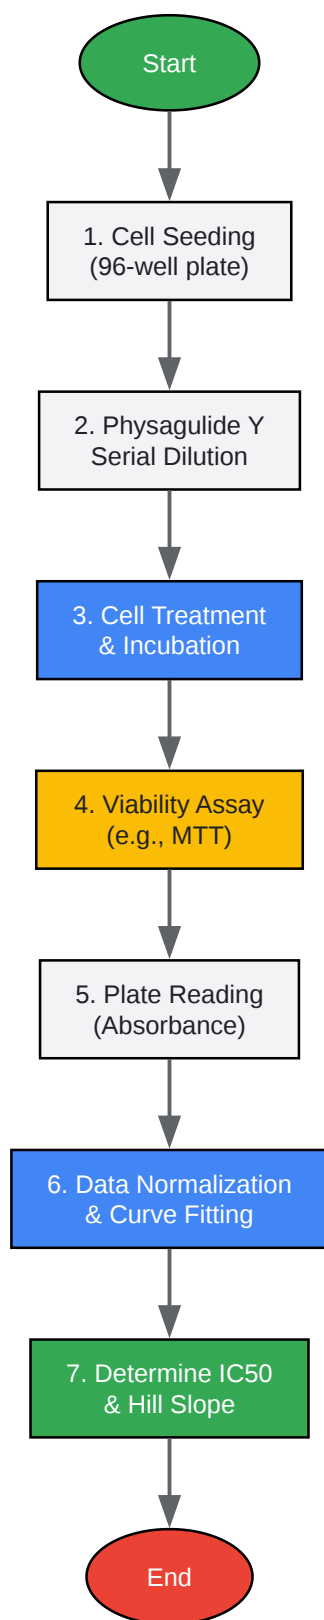 Start
1. Cell Seeding
(96-well plate)
2. Physagulide Y
Serial Dilution
3. Cell Treatment
& Incubation
4. Viability Assay
(e.g., MTT)
5. Plate Reading
(Absorbance)
6. Data Normalization
& Curve Fitting
7. Determine IC50
& Hill Slope
End